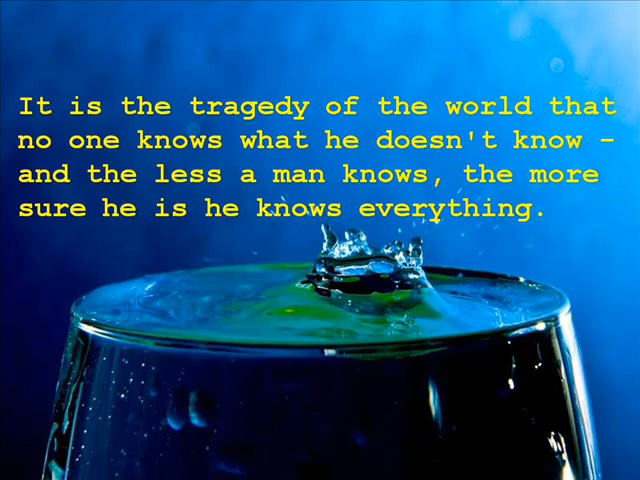 It is the tragedy of the world that
no one knows what he doesn't know -
and the less a man knows, the more
sure he is he knows everything.